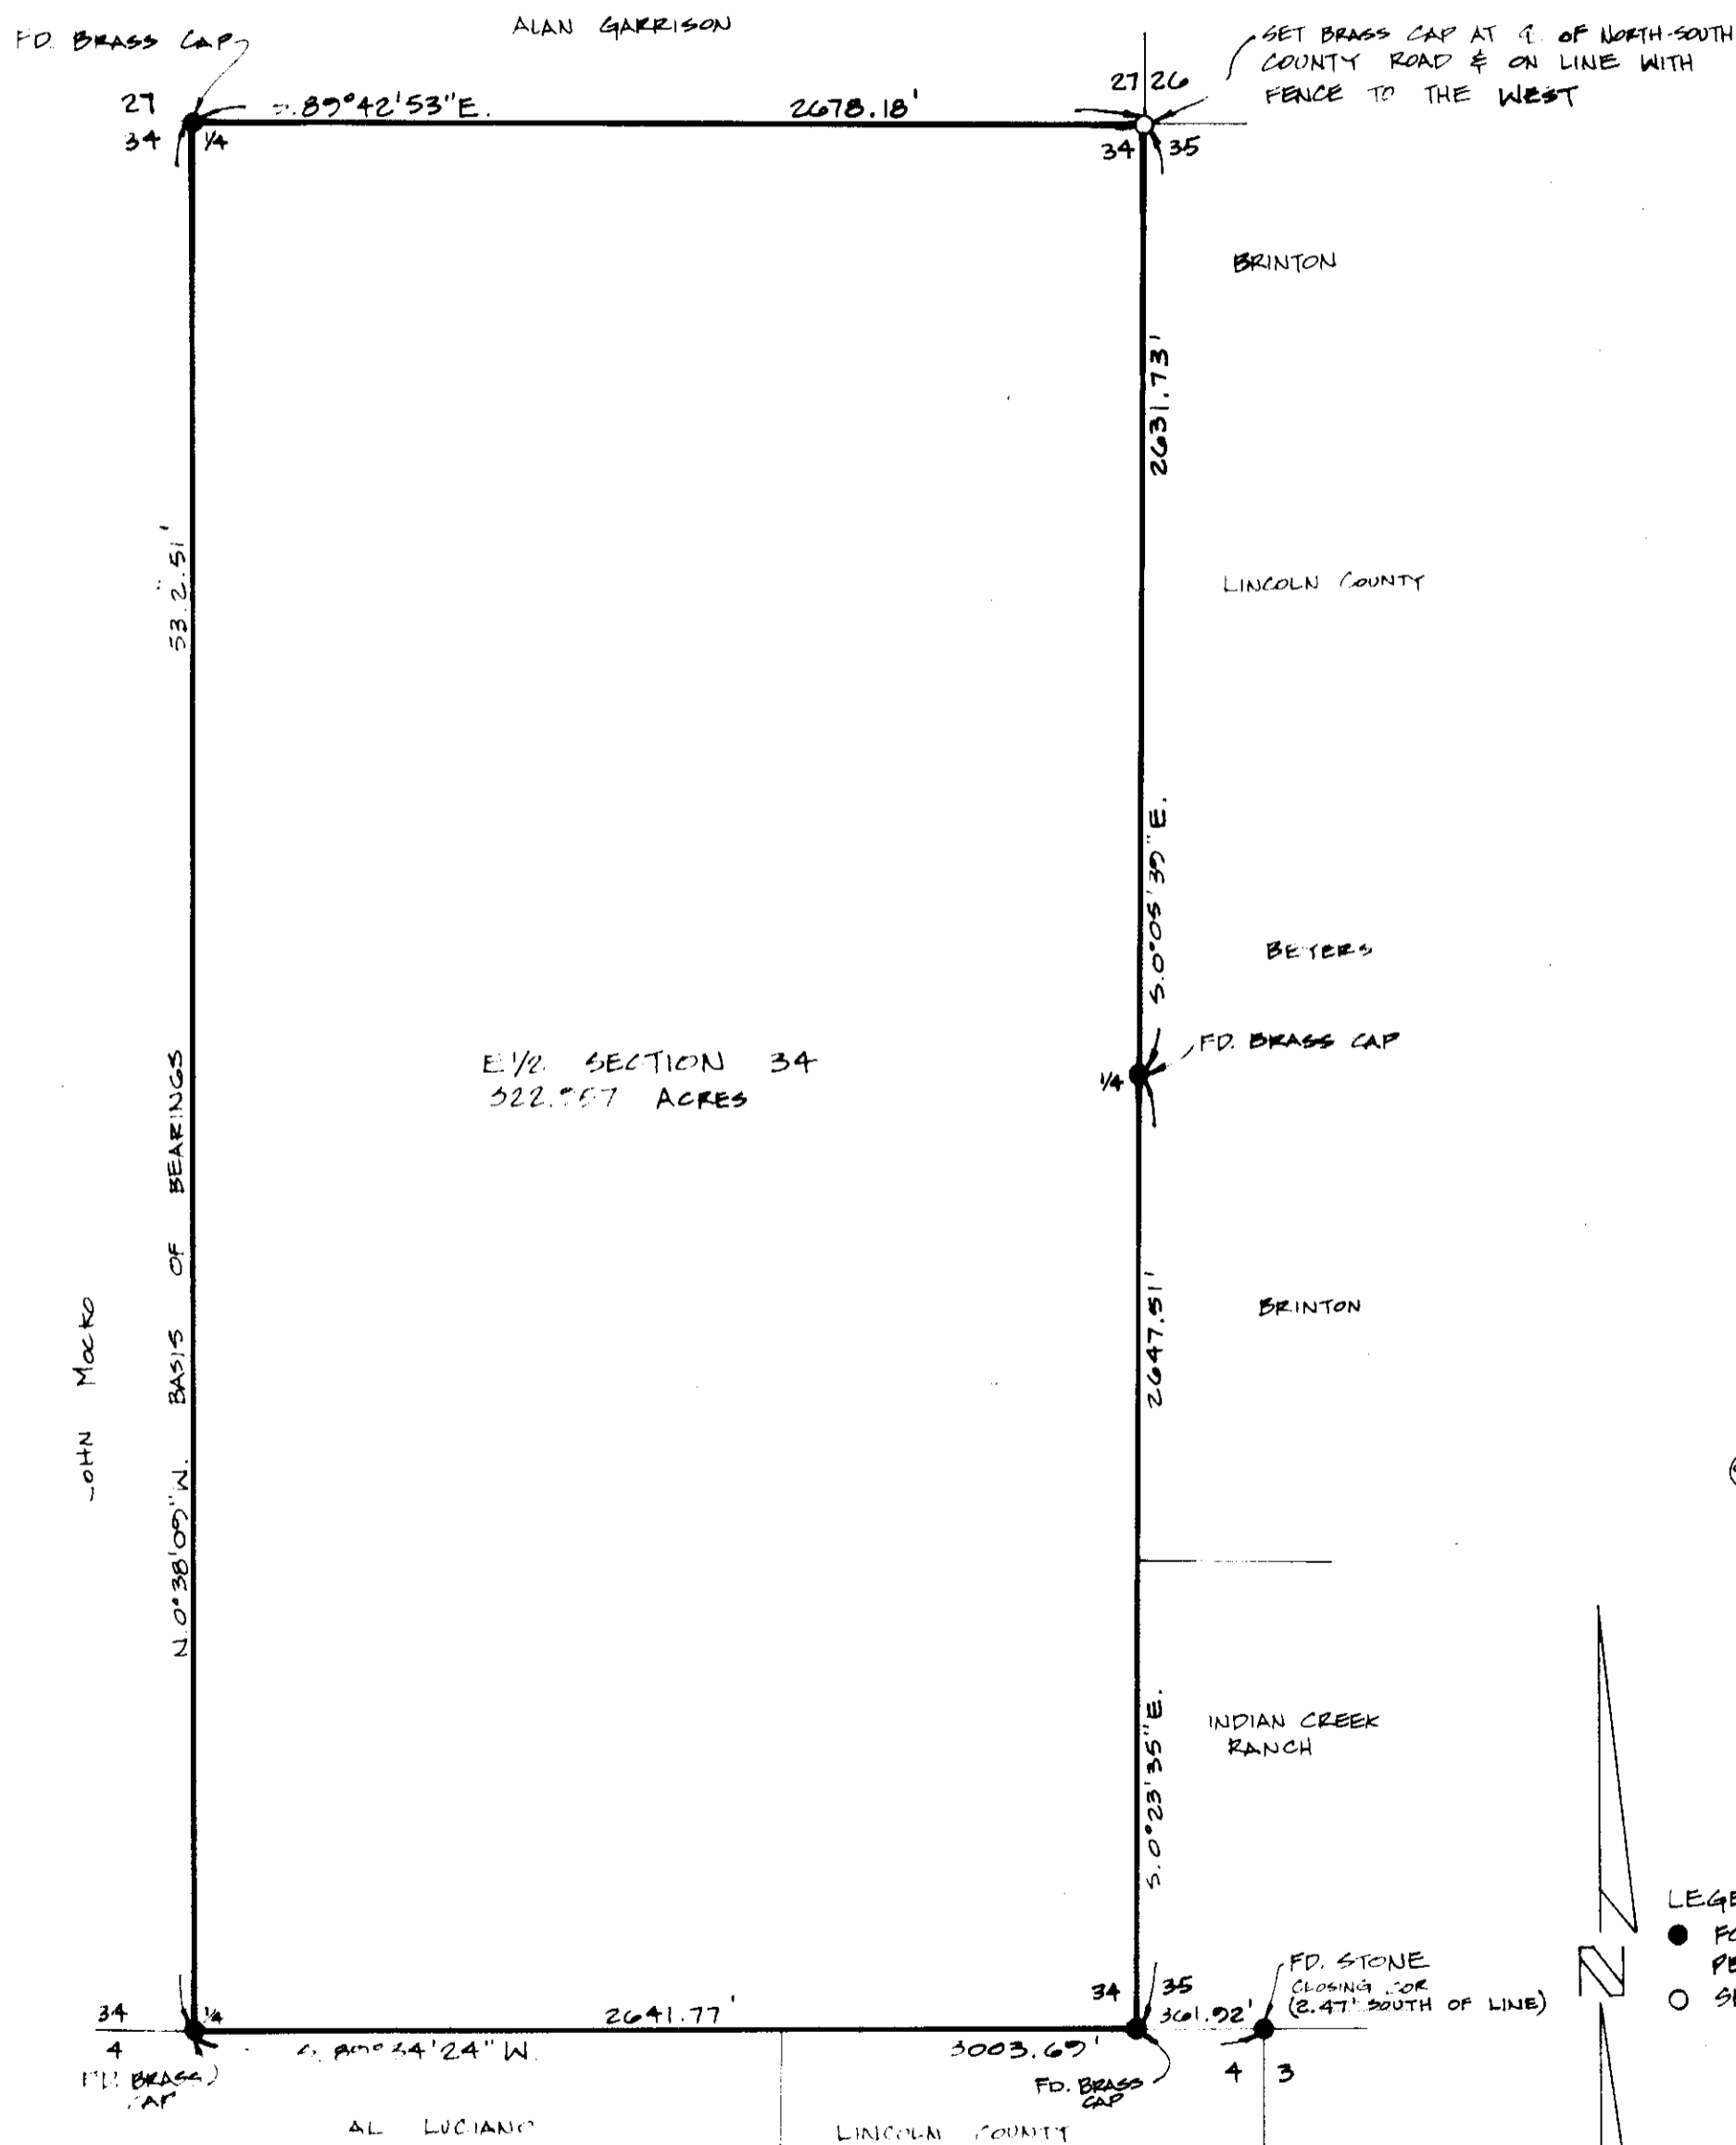 ALAN GARRISON
FD. BRASS CAP
SET BRASS CAP AT ℄ OF NORTH-SOUTH
COUNTY ROAD & ON LINE WITH
FENCE TO THE WEST
27
27 26
89°42'53"E. 2678.18'
34 1/4
34 35
BRINTON
2631.73'
LINCOLN COUNTY
S.0°05'39"E.
BETERS
FD. BRASS CAP
1/4
E 1/2 SECTION 34
ACRES
BASIS OF BEARINGS
N.0°38'09"W.
MOCKO
2647.51'
BRINTON
INDIAN CREEK
RANCH
S.0°23'35"E.
34 35
FD. STONE
CLOSING COR
(2.47' SOUTH OF LINE)
361.92'
34 1/4
2641.77'
4
34'24" W.
3003.69'
4 3
FD. BRASS
CAP
FD. BRASS
CAP
AL LUCIANO
LINCOLN COUNTY
N